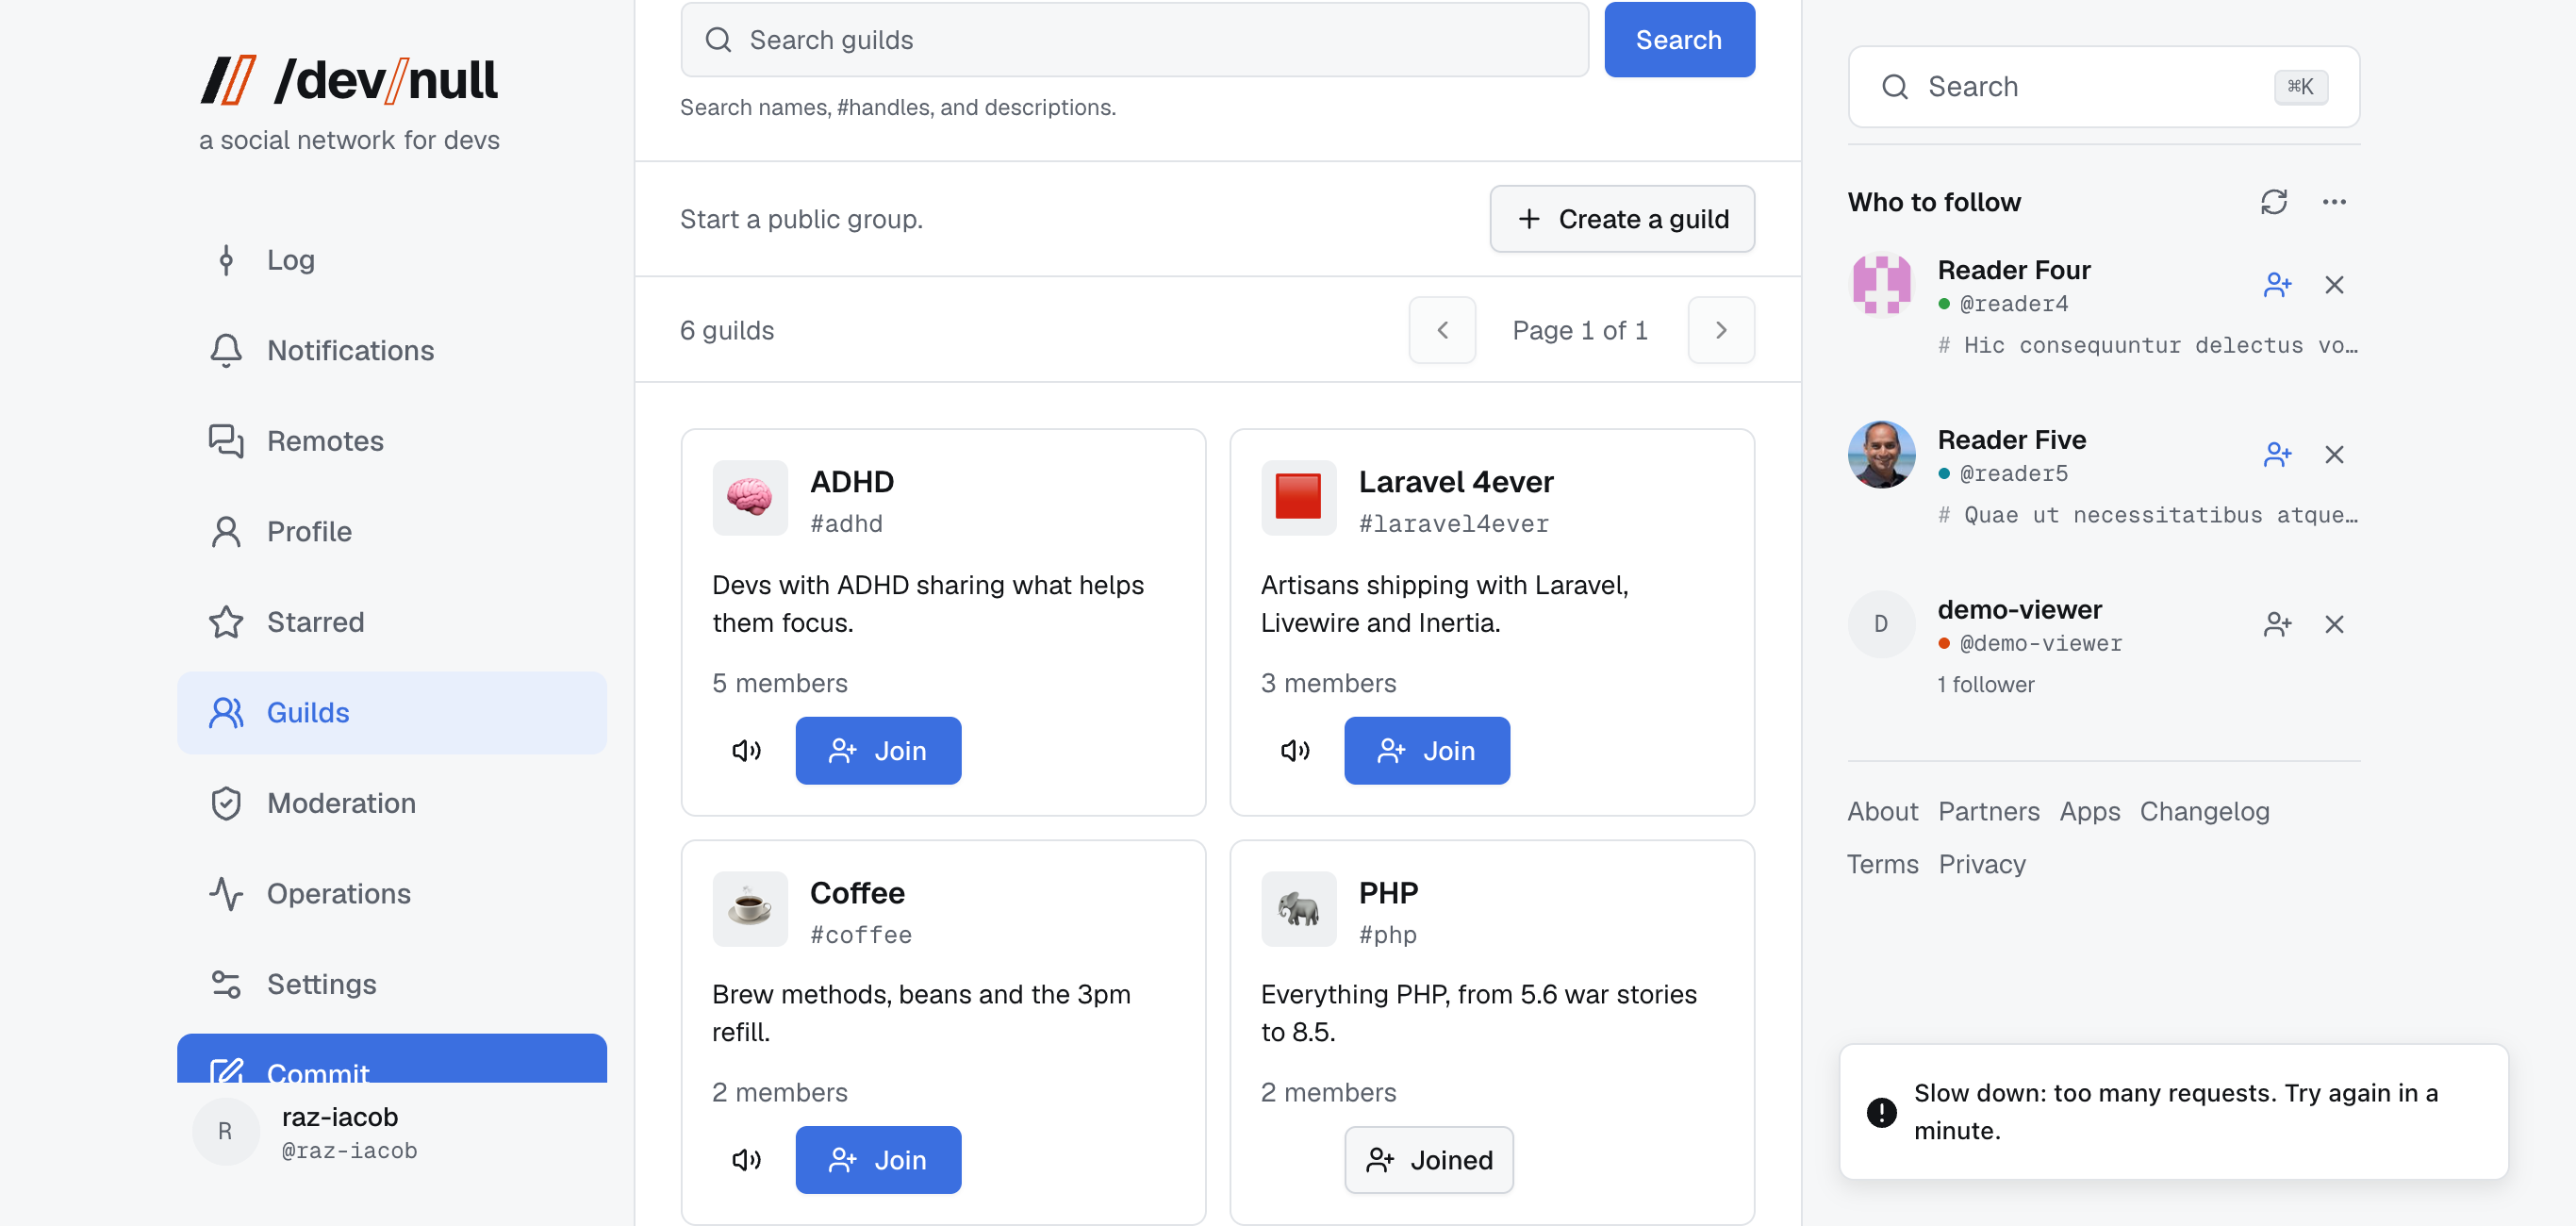 /dev//null
a social network for devs
Log
Notifications
Remotes
Profile
Starred
Guilds
Moderation
Operations
Settings
Commit
R
raz-iacob
@raz-iacob
Search guilds
Search
Search names, #handles, and descriptions.
Start a public group.
+ Create a guild
6 guilds
Page 1 of 1
ADHD
#adhd
Devs with ADHD sharing what helps
them focus.
5 members
Join
Laravel 4ever
#laravel4ever
Artisans shipping with Laravel,
Livewire and Inertia.
3 members
Join
Coffee
#coffee
Brew methods, beans and the 3pm
refill.
2 members
Join
PHP
#php
Everything PHP, from 5.6 war stories
to 8.5.
2 members
Joined
Search
⌘K
Who to follow
Reader Four
@reader4
# Hic consequuntur delectus vo…
Reader Five
@reader5
# Quae ut necessitatibus atque…
D
demo-viewer
@demo-viewer
1 follower
About Partners Apps Changelog
Terms Privacy
Slow down: too many requests. Try again in a
minute.